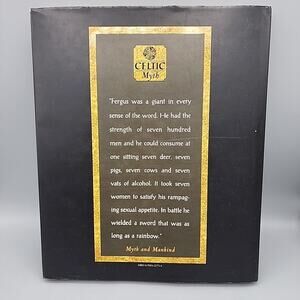 CELTIC
Myth
"Fergus was a giant in every
sense of the word. He had the
strength of seven hundred
men and he could consume at
one sitting seven deer, seven
pigs, seven cows and seven
vats of alcohol. It took seven
women to satisfy his rampag-
ing sexual appetite. In battle he
wielded a sword that was as
long as a rainbow."
Myth and Mankind